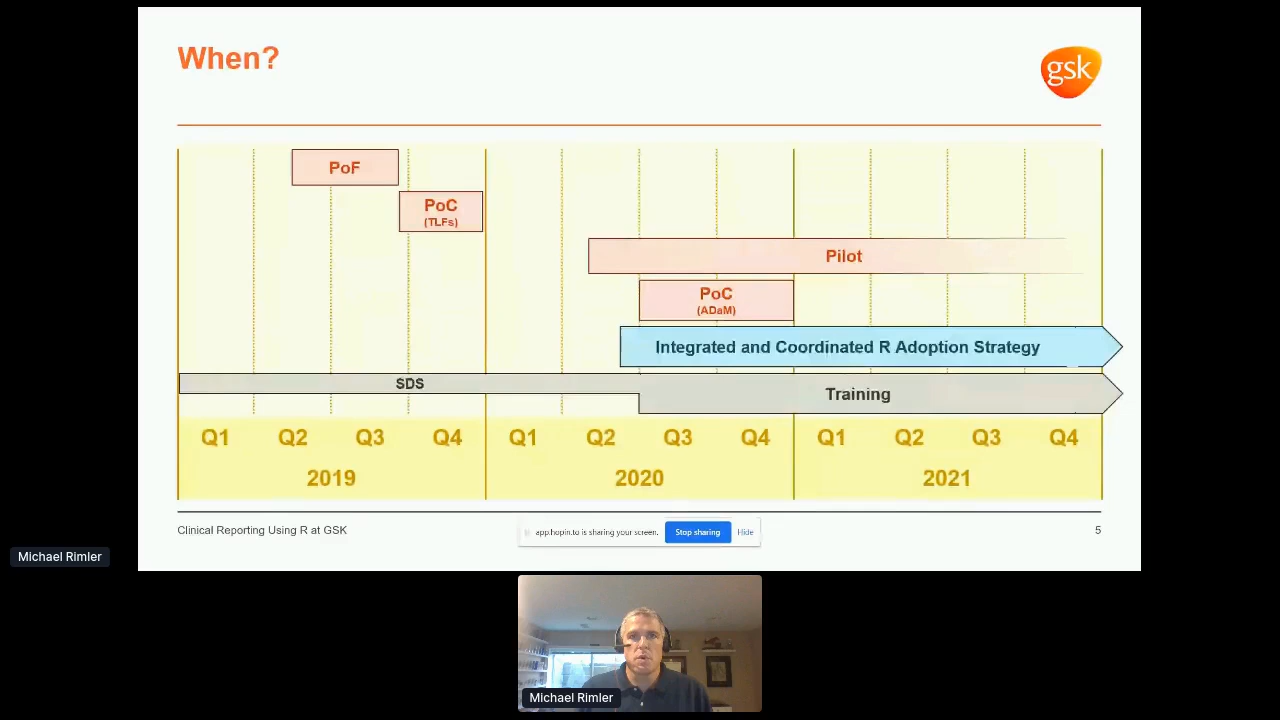 When?
gsk
PoF
PoC
(TLFs)
Pilot
PoC
(ADaM)
Integrated and Coordinated R Adoption Strategy
SDS
Training
Q1 Q2 Q3 Q4 Q1 Q2 Q3 Q4 Q1 Q2 Q3 Q4
2019 2020 2021
Clinical Reporting Using R at GSK
app.hopin.to is sharing your screen. Stop sharing Hide
5
Michael Rimler
Michael Rimler